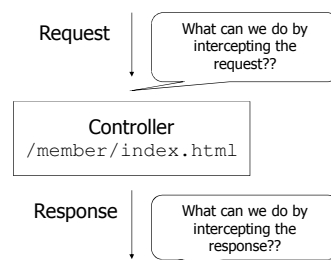 Request
What can we do by
intercepting the
request??
Controller
/member/index.html
Response
What can we do by
intercepting the
response??